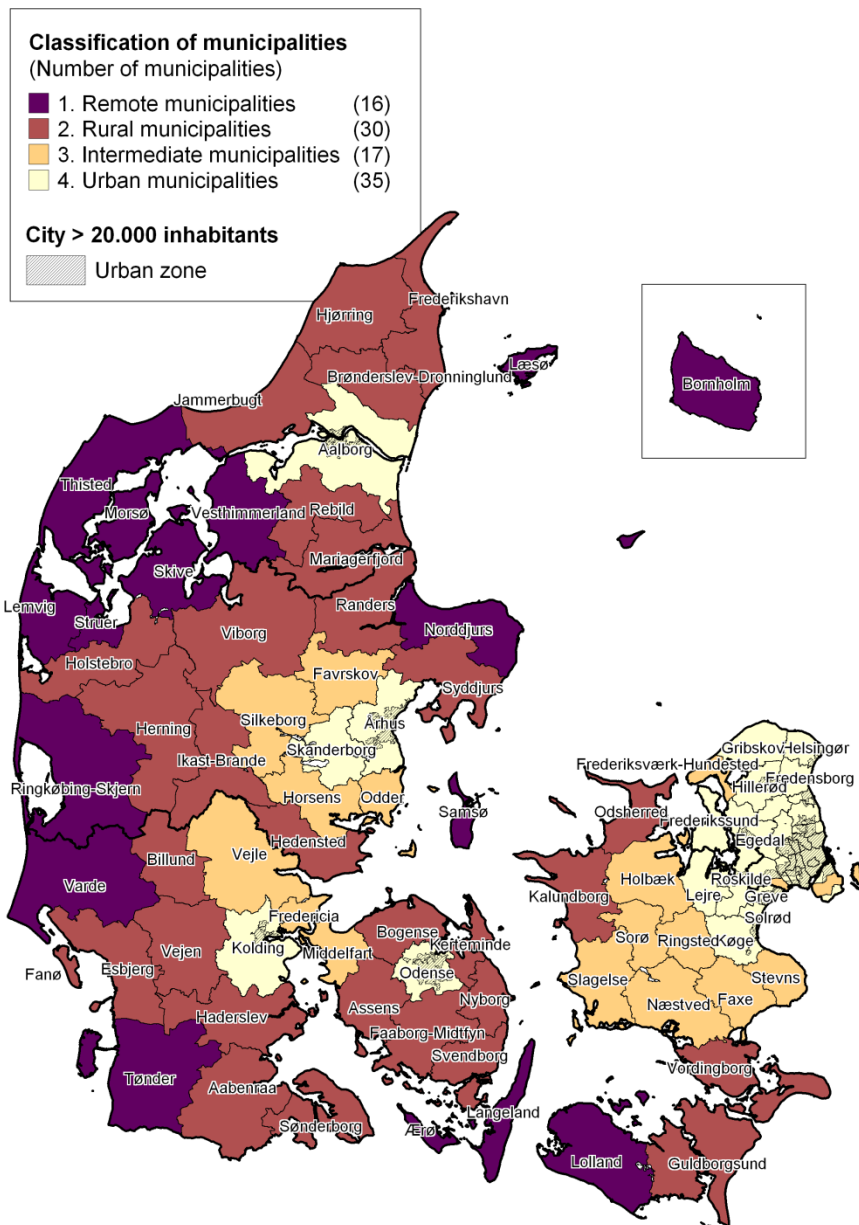 Classification of municipalities
(Number of municipalities)
1. Remote municipalities (16)
2. Rural municipalities (30)
3. Intermediate municipalities (17)
4. Urban municipalities (35)
City > 20.000 inhabitants
Urban zone
Frederikshavn
Hjørring
Læsø
Brønderslev-Dronninglund
Bornholm
Jammerbugt
Aalborg
Thisted
Morsø
Vesthimmerland
Rebild
Mariagerfjord
Skive
Lemvig
Struer
Randers
Viborg
Norddjurs
Holstebro
Favrskov
Syddjurs
Silkeborg
Århus
Herning
Skanderborg
Ikast-Brande
Gribskov
Helsingør
Frederiksværk-Hundested
Fredensborg
Hillerød
Ringkøbing-Skjern
Horsens
Odder
Samsø
Odsherred
Frederikssund
Egedal
Hedensted
Billund
Vejle
Varde
Holbæk
Roskilde
Lejre
Greve
Kalundborg
Solrød
Fredericia
Bogense
Kerteminde
Kolding
Vejen
Middelfart
Sorø
Ringsted
Køge
Fanø
Esbjerg
Odense
Slagelse
Stevns
Nyborg
Næstved
Faxe
Assens
Haderslev
Faaborg-Midtfyn
Svendborg
Vordingborg
Tønder
Aabenraa
Langeland
Sønderborg
Ærø
Lolland
Guldborgsund